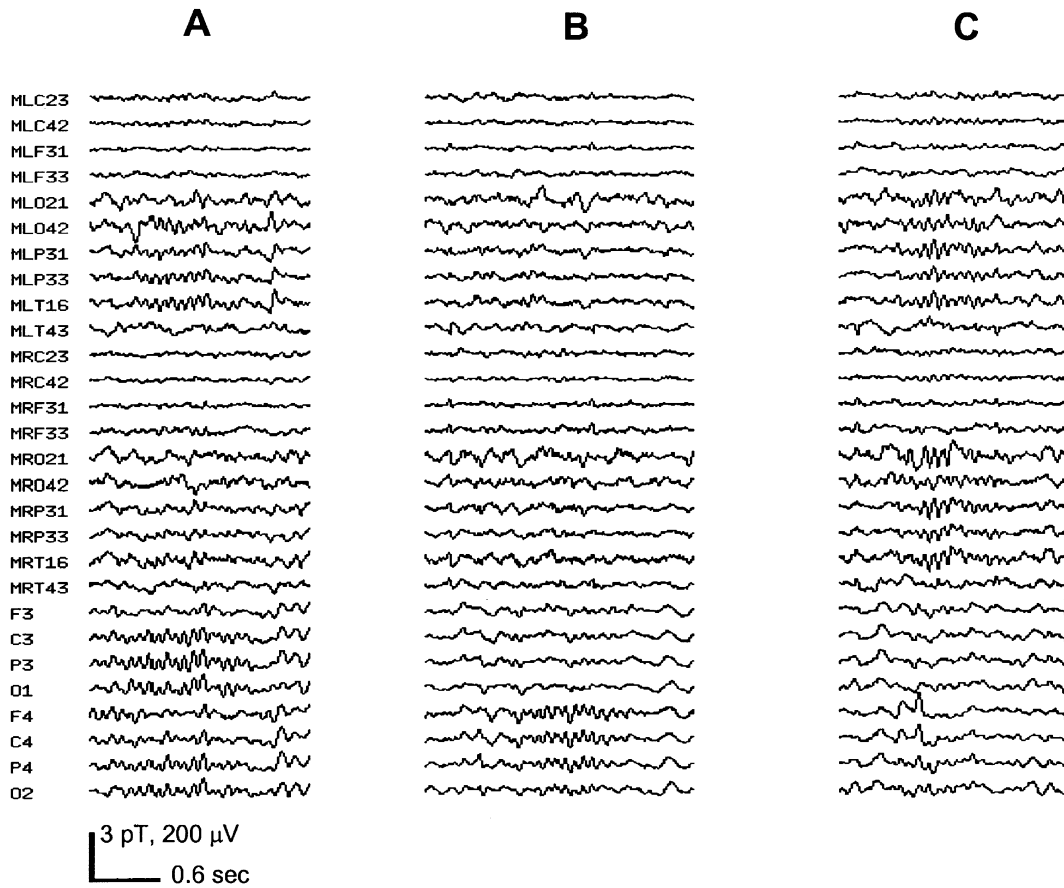 A B C
MLC23
MLC42
MLF31
MLF33
MLO21
MLO42
MLP31
MLP33
MLT16
MLT43
MRC23
MRC42
MRF31
MRF33
MRO21
MRO42
MRP31
MRP33
MRT16
MRT43
F3
C3
P3
O1
F4
C4
P4
O2
3 pT, 200 µV
0.6 sec